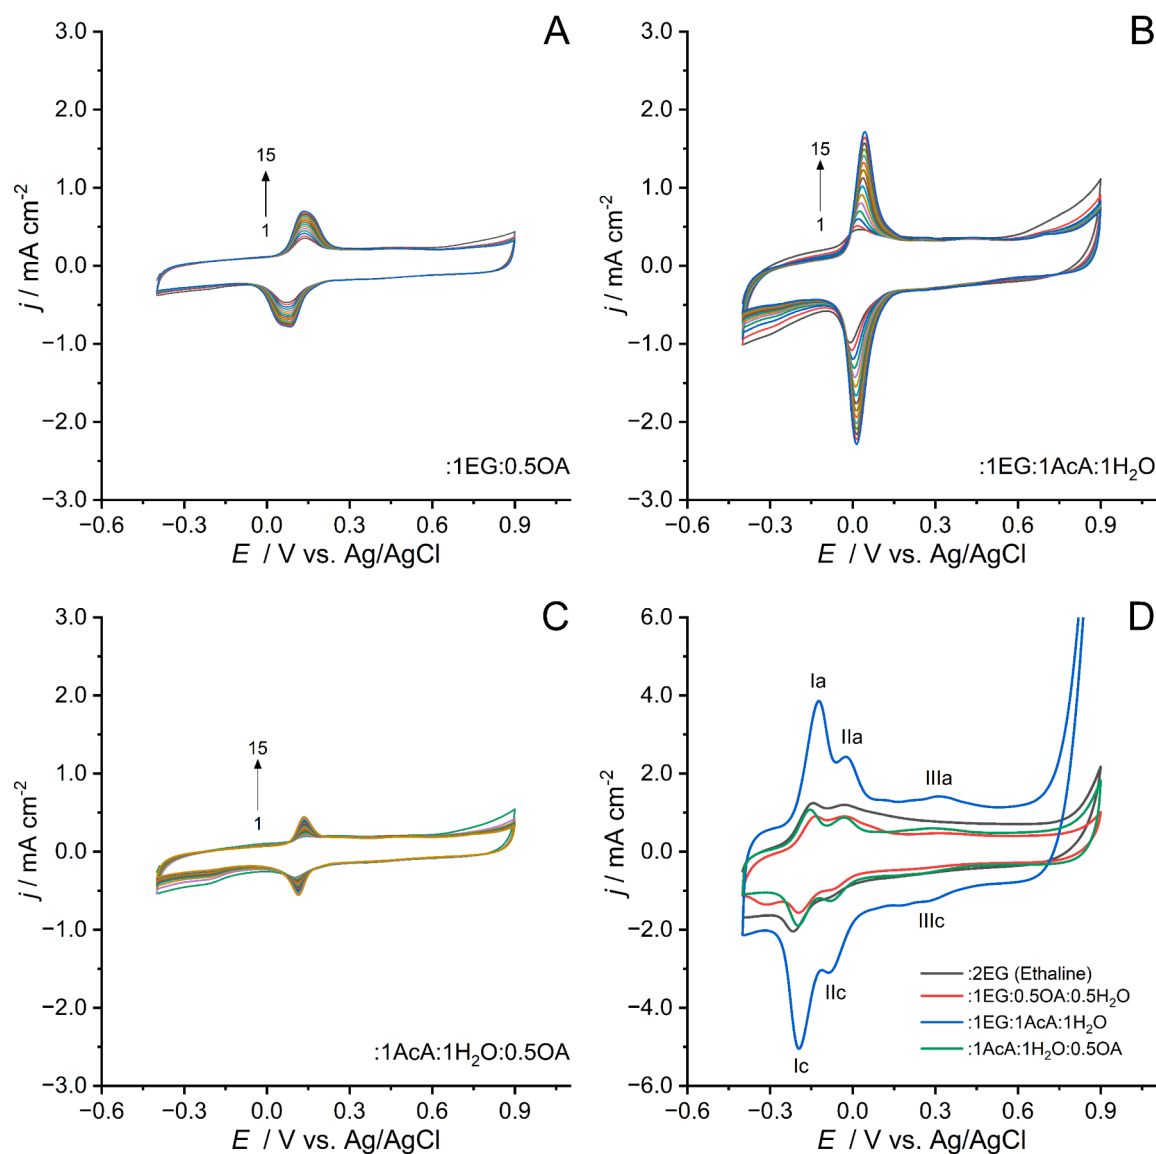 A
3.0
2.0
1.0
0.0
−1.0
−2.0
−3.0
j / mA cm⁻²
15
1
:1EG:0.5OA
−0.6 −0.3 0.0 0.3 0.6 0.9
E / V vs. Ag/AgCl
B
3.0
2.0
1.0
0.0
−1.0
−2.0
−3.0
j / mA cm⁻²
15
1
:1EG:1AcA:1H₂O
−0.6 −0.3 0.0 0.3 0.6 0.9
E / V vs. Ag/AgCl
C
3.0
2.0
1.0
0.0
−1.0
−2.0
−3.0
j / mA cm⁻²
15
1
:1AcA:1H₂O:0.5OA
−0.6 −0.3 0.0 0.3 0.6 0.9
E / V vs. Ag/AgCl
D
6.0
4.0
2.0
0.0
−2.0
−4.0
−6.0
j / mA cm⁻²
Ia
IIa
IIIa
IIIc
IIc
Ic
:2EG (Ethaline)
:1EG:0.5OA:0.5H₂O
:1EG:1AcA:1H₂O
:1AcA:1H₂O:0.5OA
−0.6 −0.3 0.0 0.3 0.6 0.9
E / V vs. Ag/AgCl